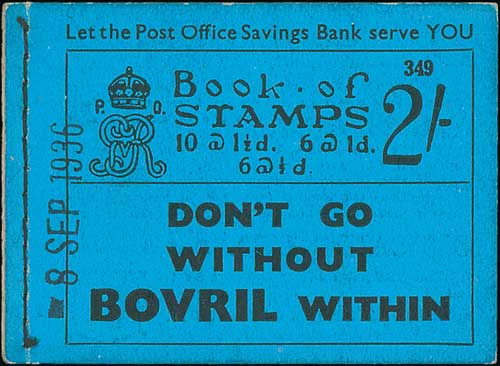 Let the Post Office Savings Bank serve YOU
349
Book · of
P. O.
STAMPS 2/-
10 @ 1½d. 6 @ 1d.
6 @ ½d.
8 SEP 1936
DON'T GO
WITHOUT
BOVRIL WITHIN